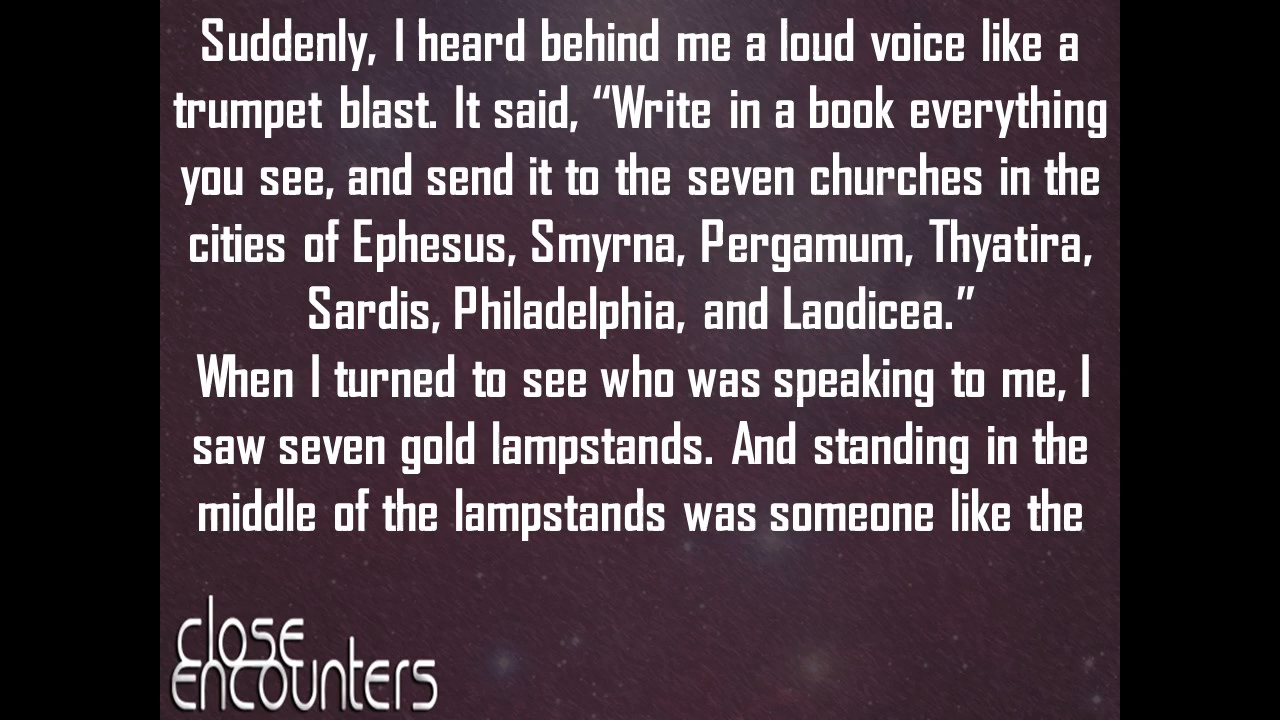 Suddenly, I heard behind me a loud voice like a
trumpet blast. It said, “Write in a book everything
you see, and send it to the seven churches in the
cities of Ephesus, Smyrna, Pergamum, Thyatira,
Sardis, Philadelphia, and Laodicea.”
When I turned to see who was speaking to me, I
saw seven gold lampstands. And standing in the
middle of the lampstands was someone like the
close
encounters